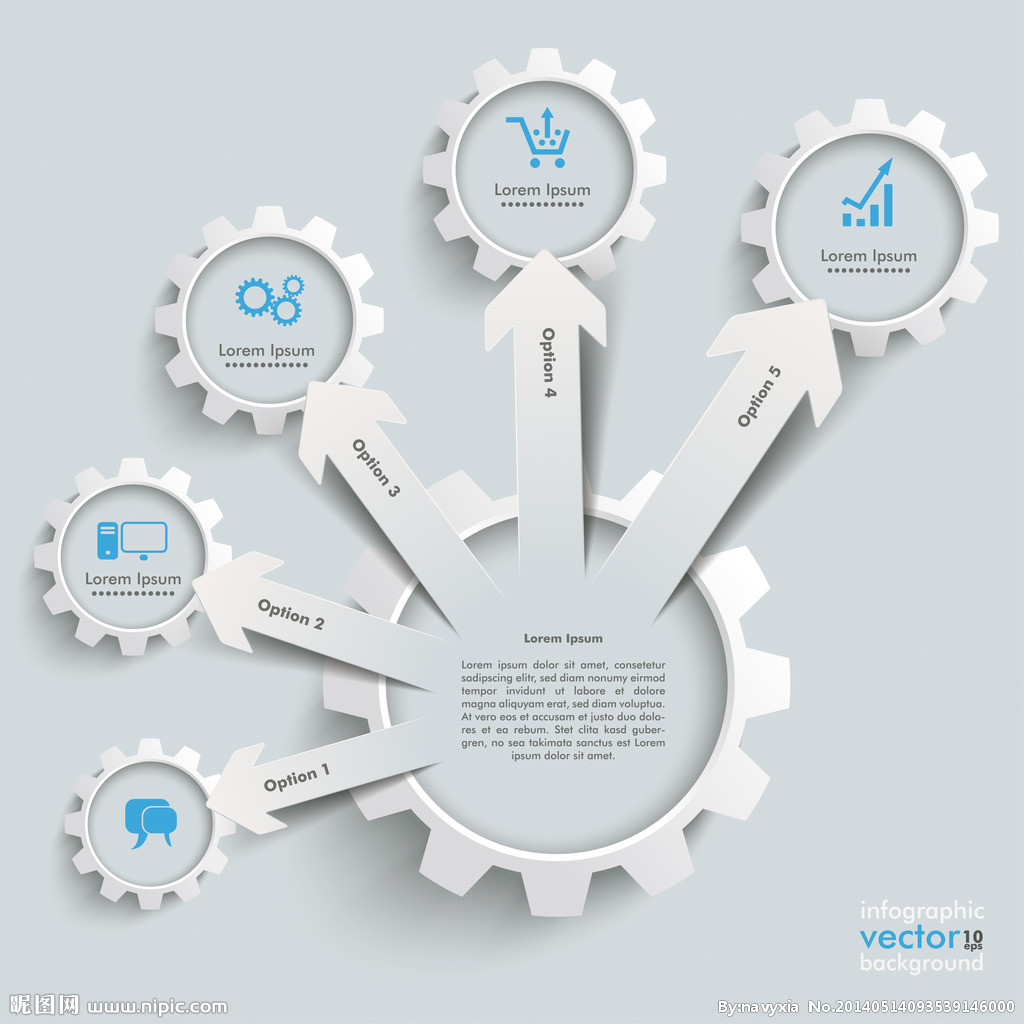 Lorem Ipsum
Lorem Ipsum
Lorem Ipsum
Lorem Ipsum
Option 4
Option 5
Option 3
Option 2
Option 1
Lorem Ipsum
Lorem ipsum dolor sit amet, consetetur
sadipscing elitr, sed diam nonumy eirmod
tempor invidunt ut labore et dolore
magna aliquyam erat, sed diam voluptua.
At vero eos et accusam et justo duo dolo-
res et ea rebum. Stet clita kasd guber-
gren, no sea takimata sanctus est Lorem
ipsum dolor sit amet.
infographic
vector 10 eps
background
昵图网 www.nipic.com
By:navyxia No.20140514093539146000